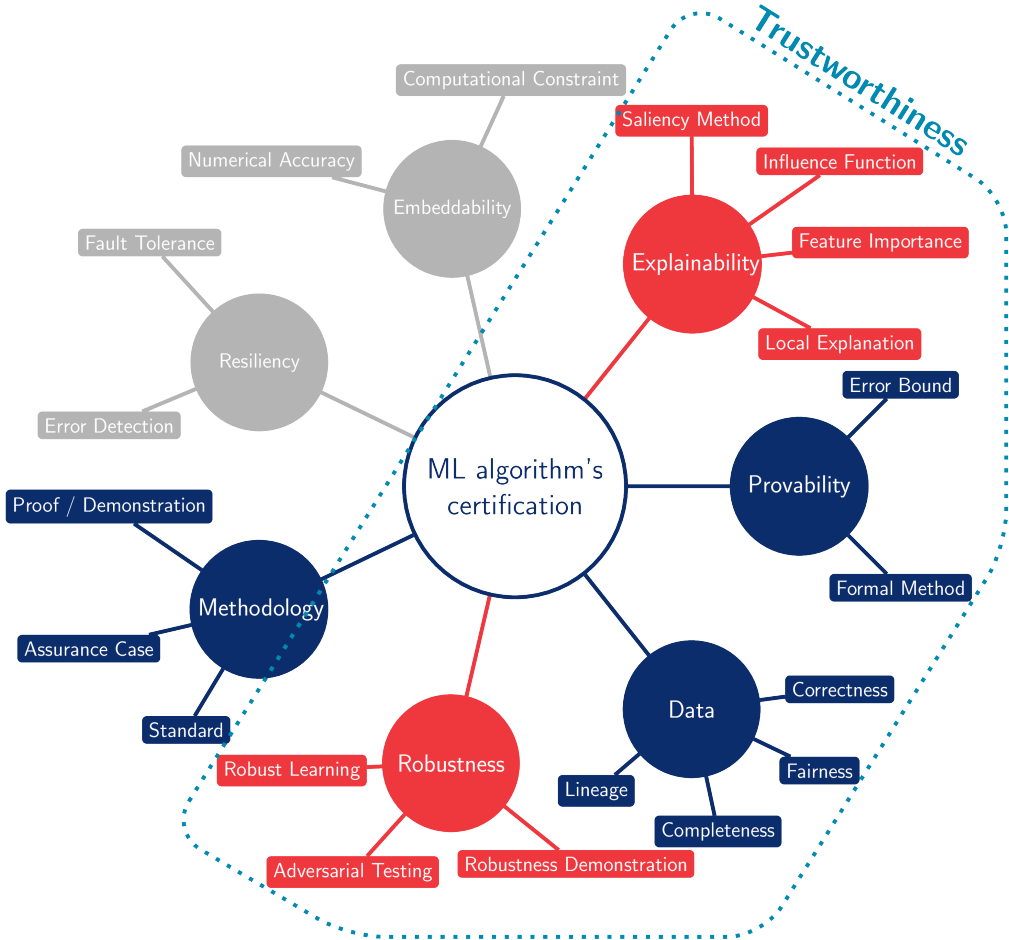 Trustworthiness
Computational Constraint
Numerical Accuracy
Embeddability
Fault Tolerance
Resiliency
Error Detection
Saliency Method
Influence Function
Feature Importance
Explainability
Local Explanation
Error Bound
Provability
Formal Method
ML algorithm's
certification
Proof / Demonstration
Methodology
Assurance Case
Standard
Robust Learning
Robustness
Adversarial Testing
Robustness Demonstration
Data
Correctness
Fairness
Lineage
Completeness